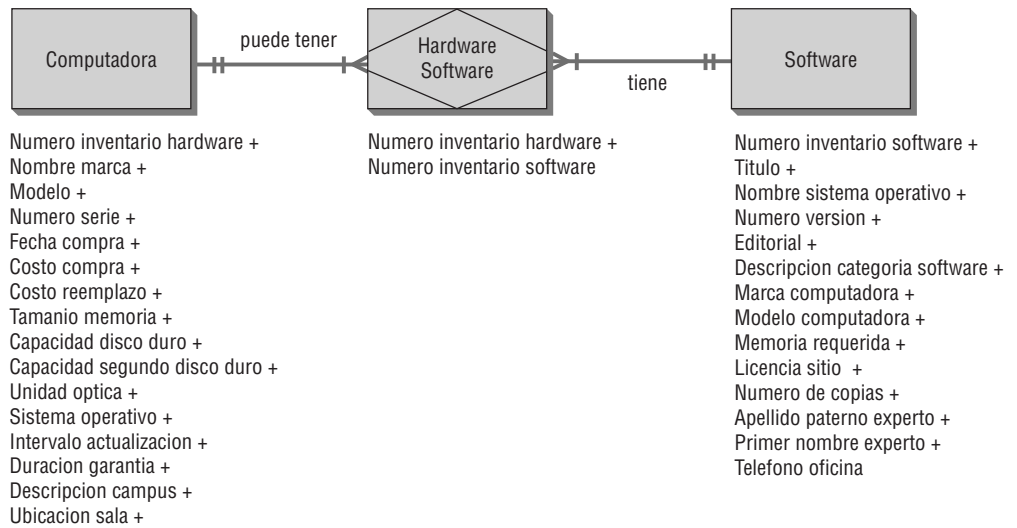 Computadora
puede tener
Hardware
Software
tiene
Software
Numero inventario hardware +
Nombre marca +
Modelo +
Numero serie +
Fecha compra +
Costo compra +
Costo reemplazo +
Tamanio memoria +
Capacidad disco duro +
Capacidad segundo disco duro +
Unidad optica +
Sistema operativo +
Intervalo actualizacion +
Duracion garantia +
Descripcion campus +
Ubicacion sala +
Numero inventario hardware +
Numero inventario software
Numero inventario software +
Titulo +
Nombre sistema operativo +
Numero version +
Editorial +
Descripcion categoria software +
Marca computadora +
Modelo computadora +
Memoria requerida +
Licencia sitio +
Numero de copias +
Apellido paterno experto +
Primer nombre experto +
Telefono oficina